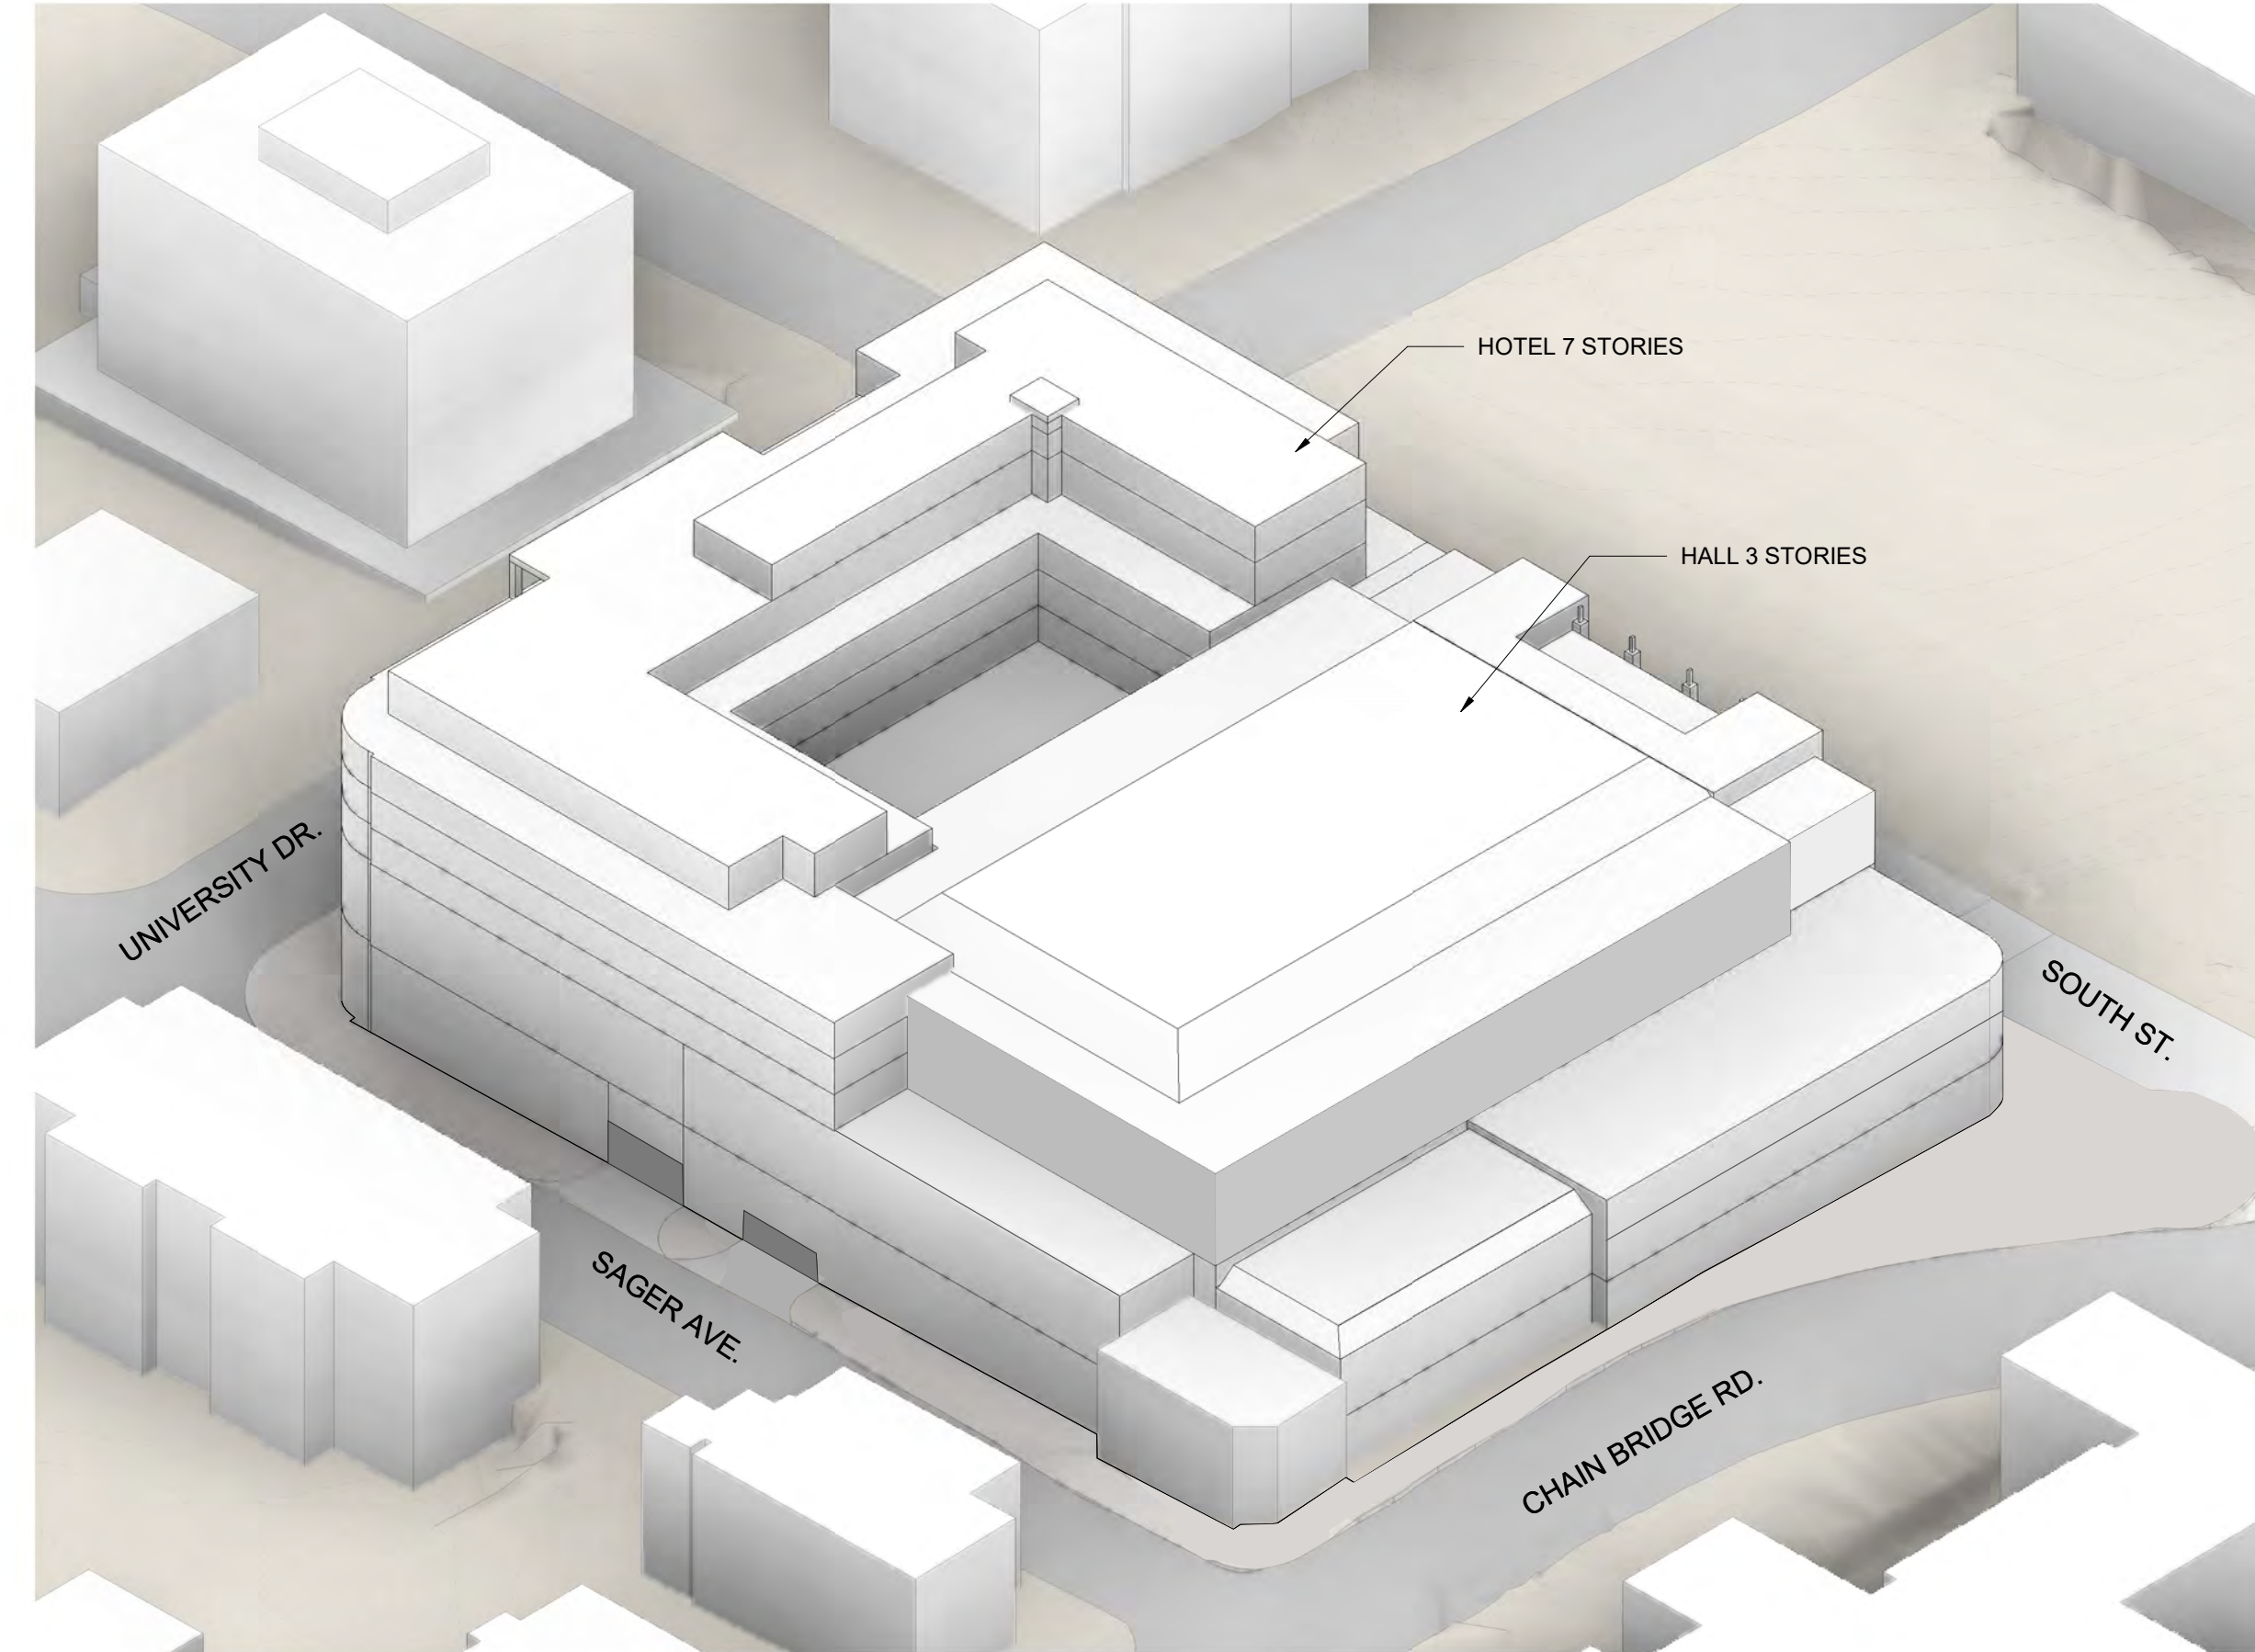 HOTEL 7 STORIES
HALL 3 STORIES
UNIVERSITY DR.
SOUTH ST.
SAGER AVE.
CHAIN BRIDGE RD.